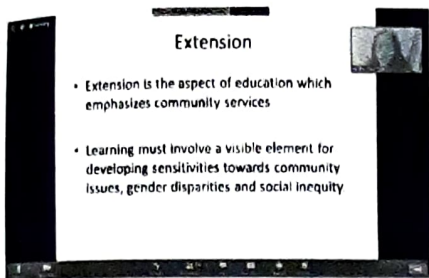 Extension
• Extension is the aspect of education which
emphasizes community services
• Learning must involve a visible element for
developing sensitivities towards community
issues, gender disparities and social inequity